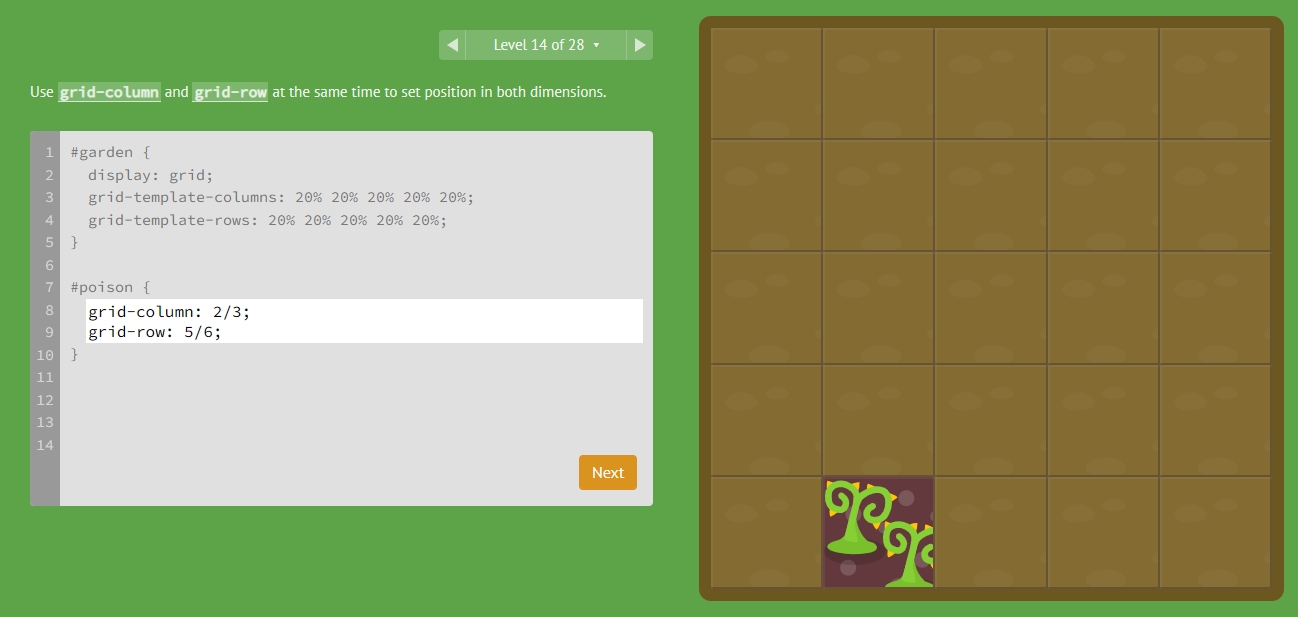 Level 14 of 28
Use grid-column and grid-row at the same time to set position in both dimensions.
1 #garden {
2 display: grid;
3 grid-template-columns: 20% 20% 20% 20% 20%;
4 grid-template-rows: 20% 20% 20% 20% 20%;
5 }
6
7 #poison {
8 grid-column: 2/3;
9 grid-row: 5/6;
10 }
11
12
13
14
Next